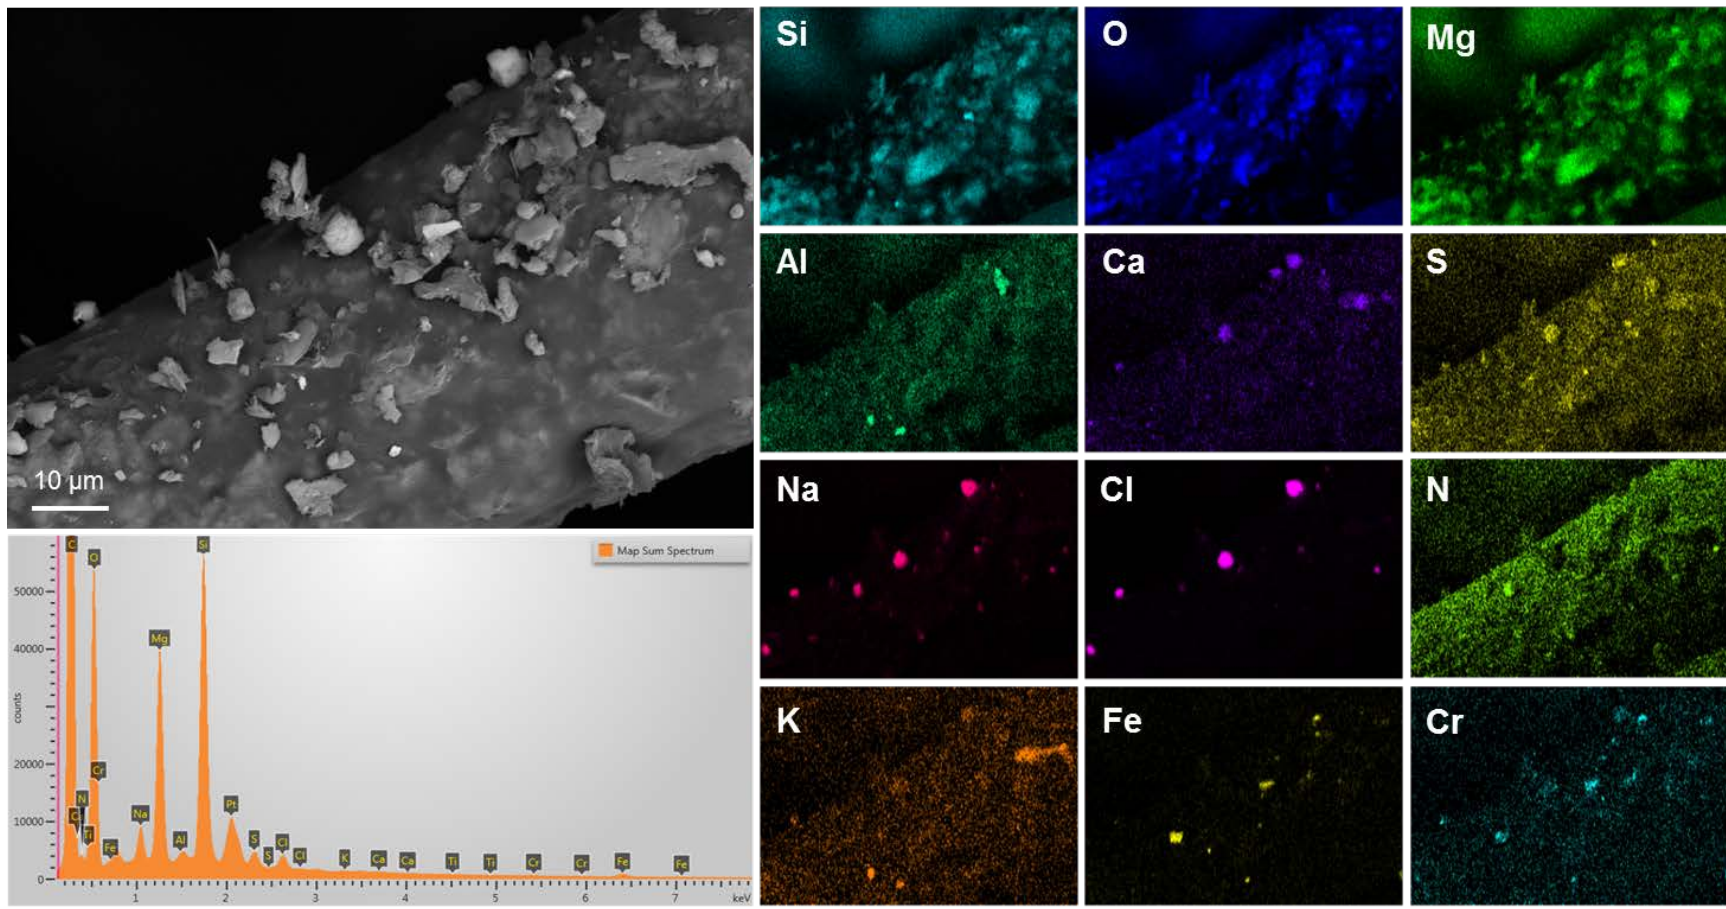 Si
O
Mg
Al
Ca
S
Na
Cl
N
K
Fe
Cr
10 µm
Map Sum Spectrum
counts
50000
40000
20000
10000
0
C
O
Si
Mg
Cr
N
Ti
Fe
Na
Al
Pt
S
S
Cl
Cl
K
Ca
Ca
Ti
Ti
Cr
Cr
Fe
Fe
1
2
3
4
5
6
7
keV